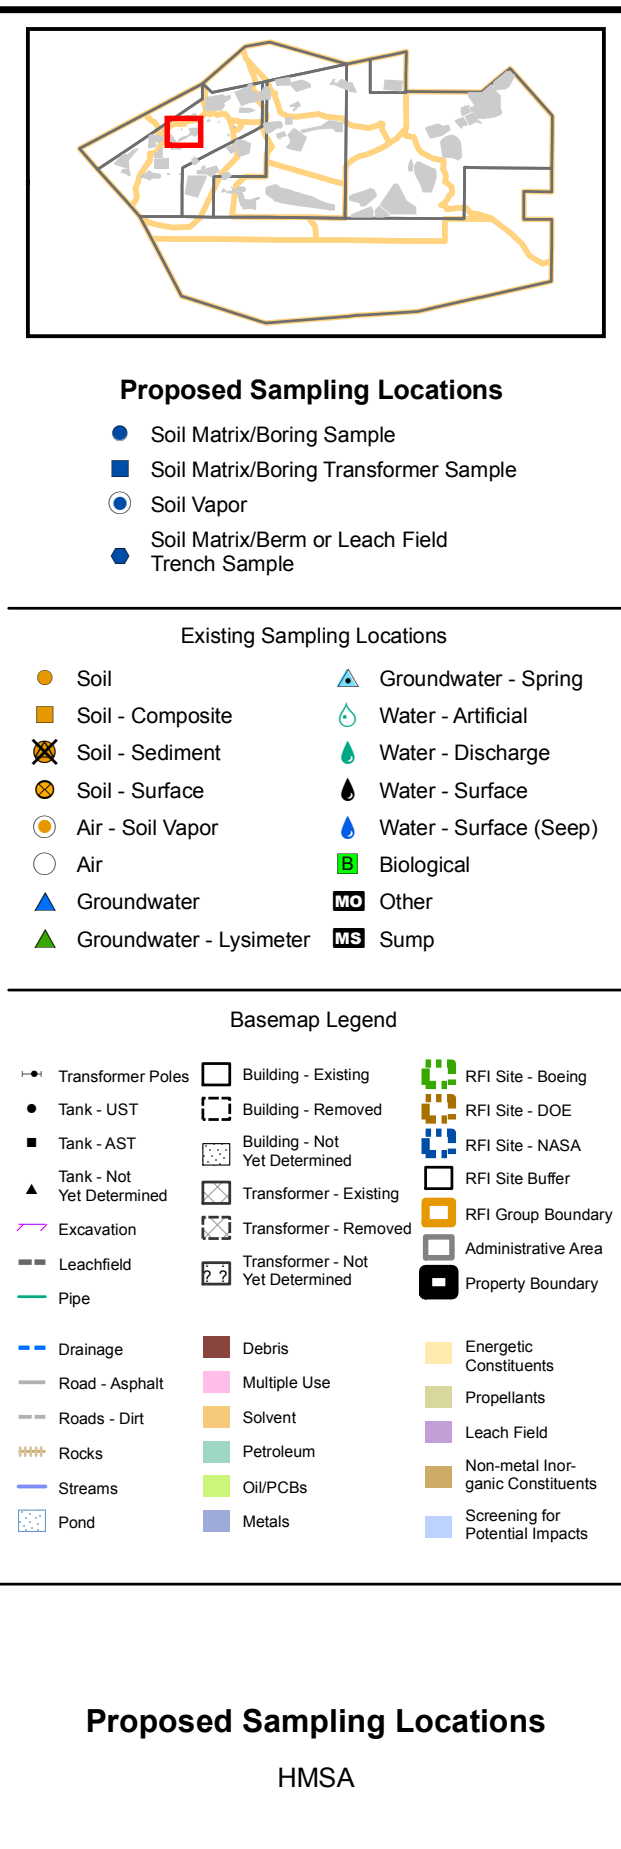 Proposed Sampling Locations
Soil Matrix/Boring Sample
Soil Matrix/Boring Transformer Sample
Soil Vapor
Soil Matrix/Berm or Leach Field
Trench Sample
Existing Sampling Locations
Soil
Soil - Composite
Soil - Sediment
Soil - Surface
Air - Soil Vapor
Air
Groundwater
Groundwater - Lysimeter
Groundwater - Spring
Water - Artificial
Water - Discharge
Water - Surface
Water - Surface (Seep)
B Biological
MO Other
MS Sump
Basemap Legend
Transformer Poles
Tank - UST
Tank - AST
Tank - Not
Yet Determined
Excavation
Leachfield
Pipe
Building - Existing
Building - Removed
Building - Not
Yet Determined
Transformer - Existing
Transformer - Removed
? ? Transformer - Not
Yet Determined
RFI Site - Boeing
RFI Site - DOE
RFI Site - NASA
RFI Site Buffer
RFI Group Boundary
Administrative Area
Property Boundary
Drainage
Road - Asphalt
Roads - Dirt
Rocks
Streams
Pond
Debris
Multiple Use
Solvent
Petroleum
Oil/PCBs
Metals
Energetic
Constituents
Propellants
Leach Field
Non-metal Inor-
ganic Constituents
Screening for
Potential Impacts
Proposed Sampling Locations
HMSA